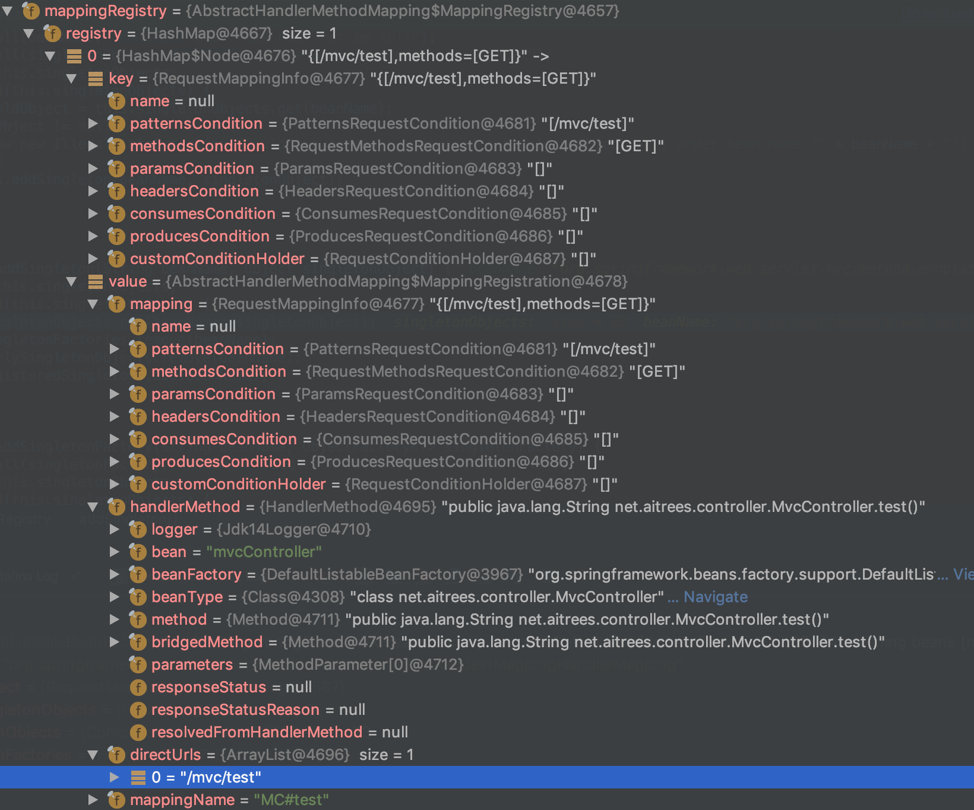 mappingRegistry = {AbstractHandlerMethodMapping$MappingRegistry@4657}
registry = {HashMap@4667} size = 1
0 = {HashMap$Node@4676} "{[/mvc/test],methods=[GET]}" ->
key = {RequestMappingInfo@4677} "{[/mvc/test],methods=[GET]}"
name = null
patternsCondition = {PatternsRequestCondition@4681} "[/mvc/test]"
methodsCondition = {RequestMethodsRequestCondition@4682} "[GET]"
paramsCondition = {ParamsRequestCondition@4683} "[]"
headersCondition = {HeadersRequestCondition@4684} "[]"
consumesCondition = {ConsumesRequestCondition@4685} "[]"
producesCondition = {ProducesRequestCondition@4686} "[]"
customConditionHolder = {RequestConditionHolder@4687} "[]"
value = {AbstractHandlerMethodMapping$MappingRegistration@4678}
mapping = {RequestMappingInfo@4677} "{[/mvc/test],methods=[GET]}"
name = null
patternsCondition = {PatternsRequestCondition@4681} "[/mvc/test]"
methodsCondition = {RequestMethodsRequestCondition@4682} "[GET]"
paramsCondition = {ParamsRequestCondition@4683} "[]"
headersCondition = {HeadersRequestCondition@4684} "[]"
consumesCondition = {ConsumesRequestCondition@4685} "[]"
producesCondition = {ProducesRequestCondition@4686} "[]"
customConditionHolder = {RequestConditionHolder@4687} "[]"
handlerMethod = {HandlerMethod@4695} "public java.lang.String net.aitrees.controller.MvcController.test()"
logger = {Jdk14Logger@4710}
bean = "mvcController"
beanFactory = {DefaultListableBeanFactory@3967} "org.springframework.beans.factory.support.DefaultLis... Vie
beanType = {Class@4308} "class net.aitrees.controller.MvcController" ... Navigate
method = {Method@4711} "public java.lang.String net.aitrees.controller.MvcController.test()"
bridgedMethod = {Method@4711} "public java.lang.String net.aitrees.controller.MvcController.test()"
parameters = {MethodParameter[0]@4712}
responseStatus = null
responseStatusReason = null
resolvedFromHandlerMethod = null
directUrls = {ArrayList@4696} size = 1
0 = "/mvc/test"
mappingName = "MC#test"